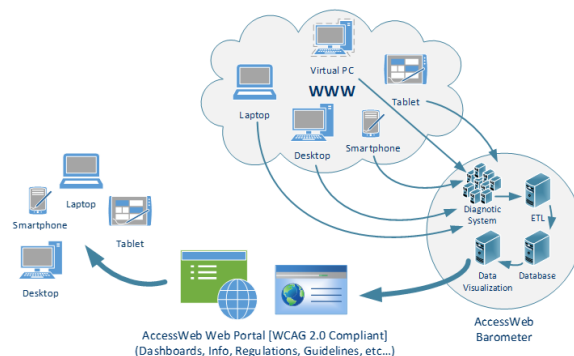 Virtual PC
WWW
Tablet
Laptop
Smartphone
Desktop
Diagnostic
System
ETL
Data
Visualization
Database
AccessWeb
Barometer
Laptop
Smartphone
Tablet
Desktop
AccessWeb Web Portal [WCAG 2.0 Compliant]
(Dashboards, Info, Regulations, Guidelines, etc...)